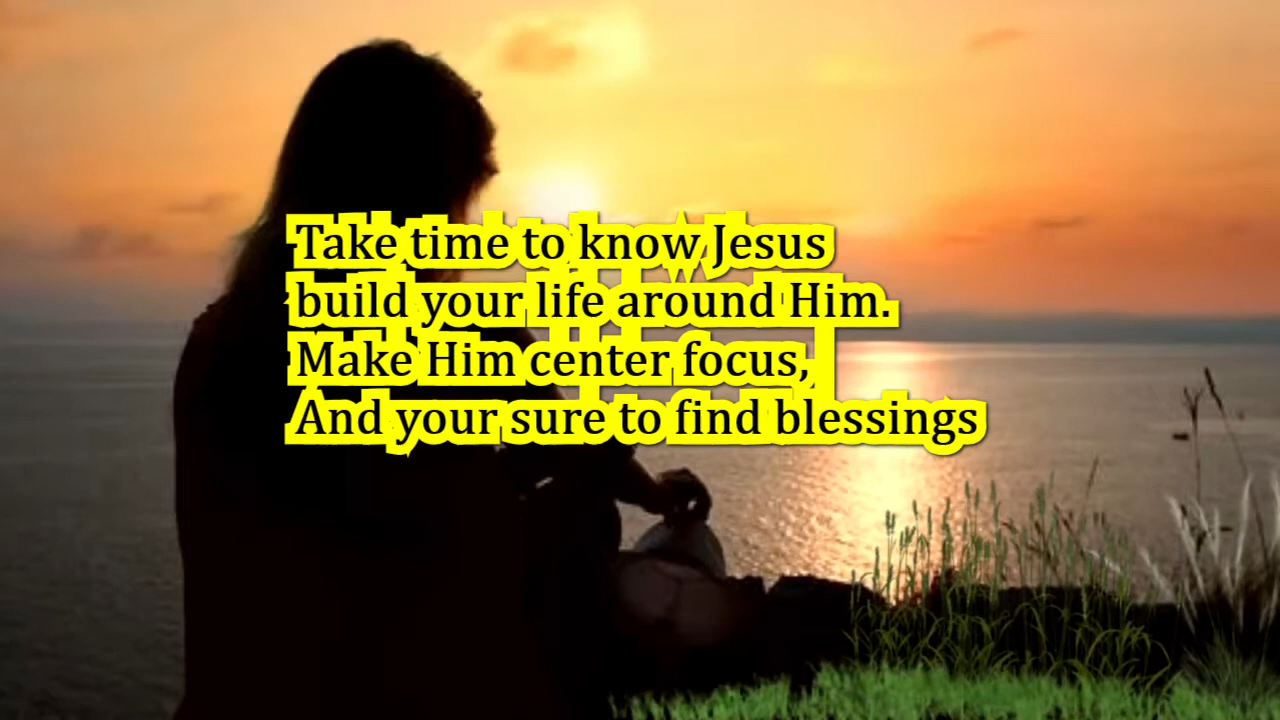 Take time to know Jesus
build your life around Him.
Make Him center focus,
And your sure to find blessings